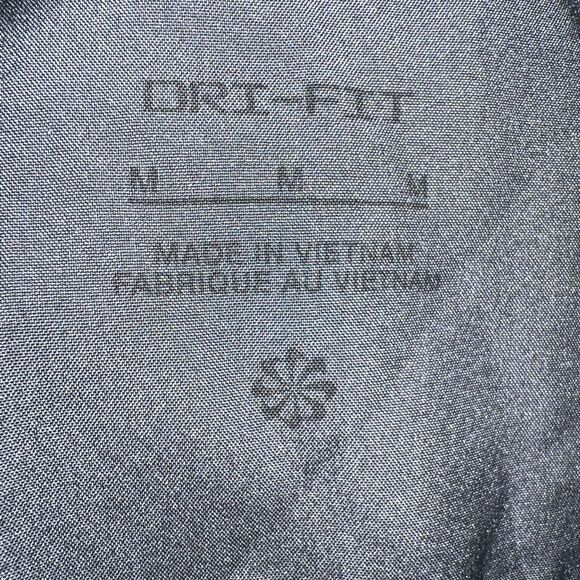 DRI-FIT
M M M
MADE IN VIETNAM
FABRIQUE AU VIETNAM